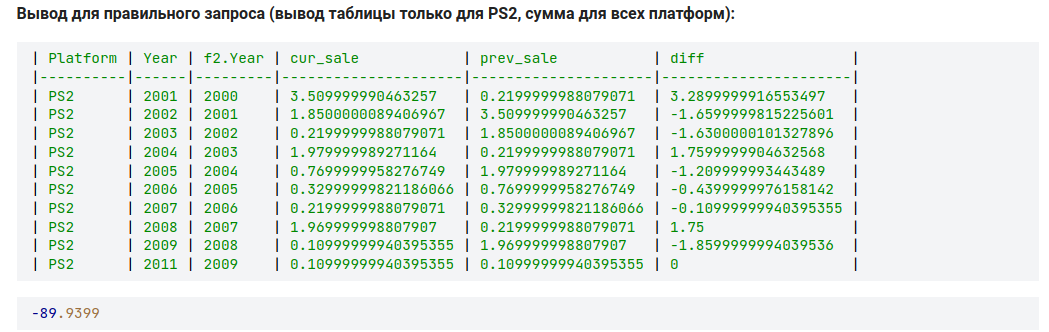 Вывод для правильного запроса (вывод таблицы только для PS2, сумма для всех платформ):
| Platform | Year | f2.Year | cur_sale            | prev_sale           | diff                 |
|----------|------|---------|---------------------|---------------------|----------------------|
| PS2      | 2001 | 2000    | 3.509999990463257   | 0.2199999988079071  | 3.2899999916553497   |
| PS2      | 2002 | 2001    | 1.8500000089406967  | 3.509999990463257   | -1.6599999815225601  |
| PS2      | 2003 | 2002    | 0.2199999988079071  | 1.8500000089406967  | -1.6300000101327896  |
| PS2      | 2004 | 2003    | 1.979999989271164   | 0.2199999988079071  | 1.7599999904632568   |
| PS2      | 2005 | 2004    | 0.7699999958276749  | 1.979999989271164   | -1.209999993443489   |
| PS2      | 2006 | 2005    | 0.32999999821186066 | 0.7699999958276749  | -0.4399999976158142  |
| PS2      | 2007 | 2006    | 0.2199999988079071  | 0.32999999821186066 | -0.10999999940395355 |
| PS2      | 2008 | 2007    | 1.969999998807907   | 0.2199999988079071  | 1.75                 |
| PS2      | 2009 | 2008    | 0.10999999940395355 | 1.969999998807907   | -1.8599999994039536  |
| PS2      | 2011 | 2009    | 0.10999999940395355 | 0.10999999940395355 | 0                    |
-89.9399